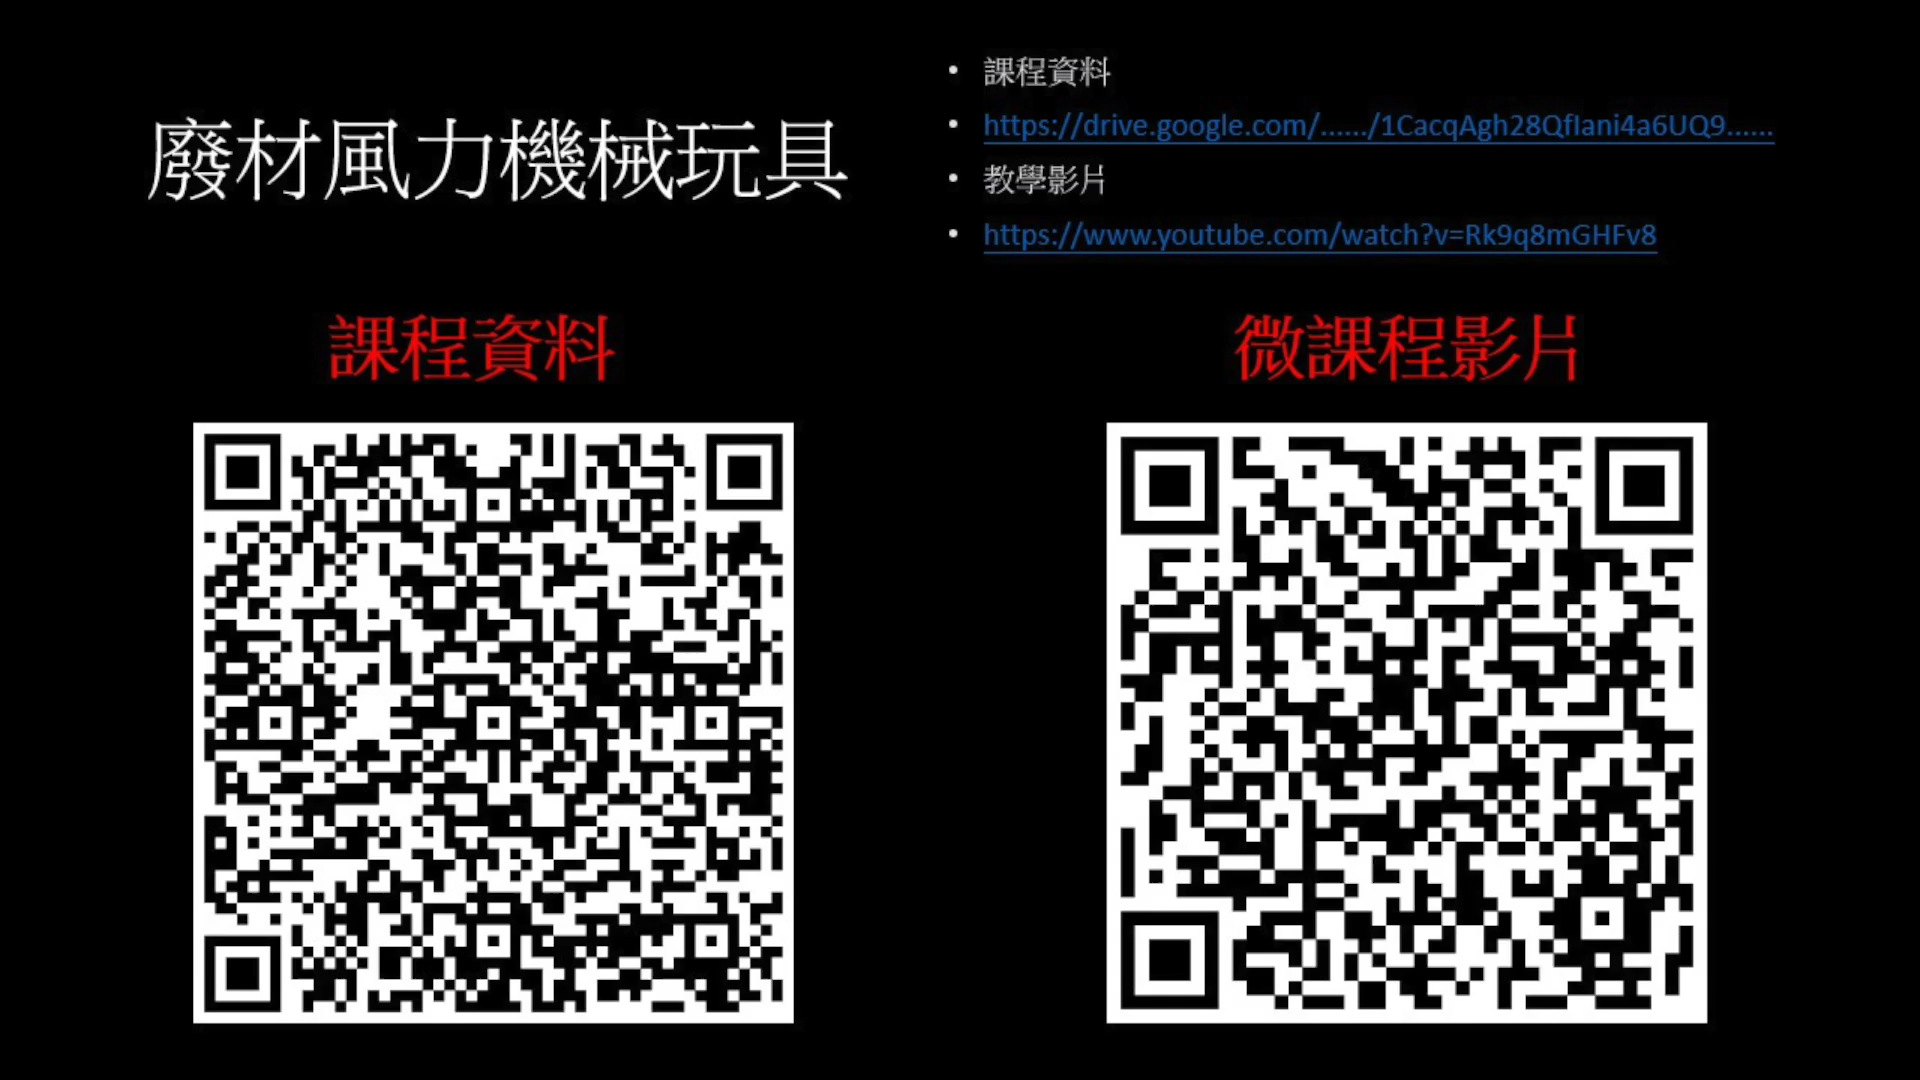 廢材風力機械玩具
• 課程資料
• https://drive.google.com/....../1CacqAgh28QfIani4a6UQ9......
• 教學影片
• https://www.youtube.com/watch?v=Rk9q8mGHFv8
課程資料
微課程影片